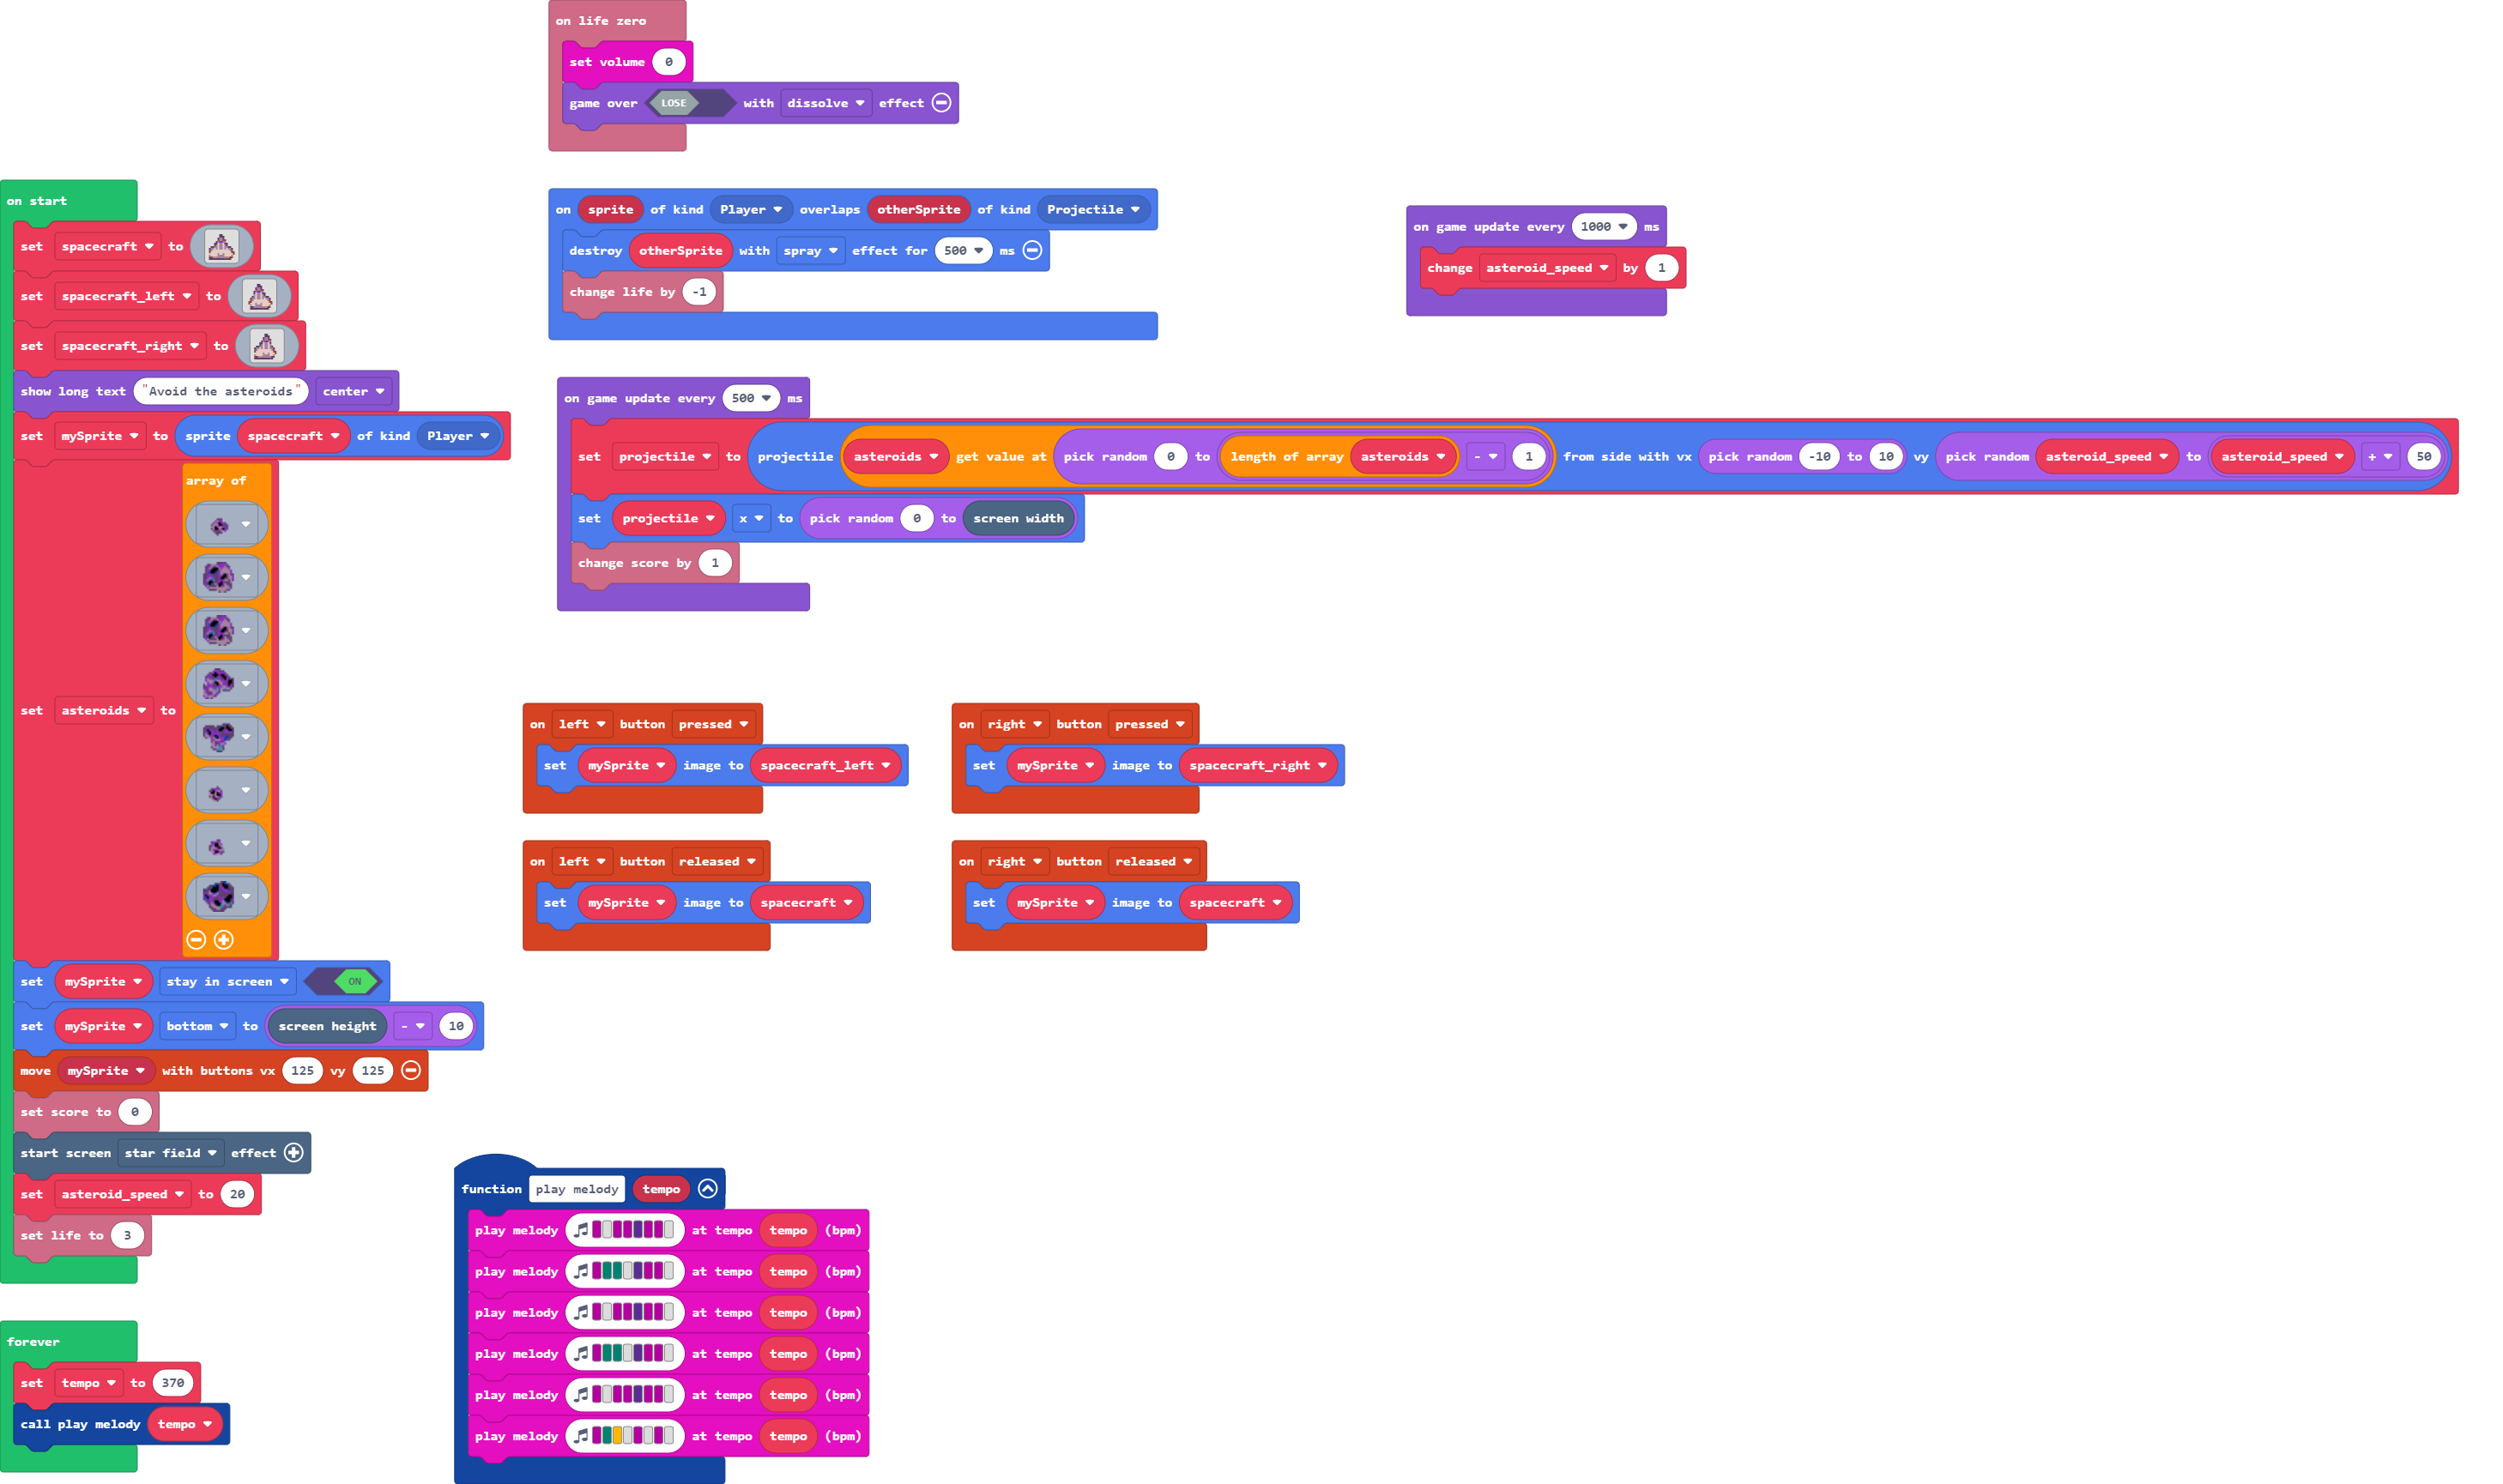 on life zero
set volume 0
game over LOSE with dissolve effect
on start
set spacecraft to
set spacecraft_left to
set spacecraft_right to
show long text "Avoid the asteroids" center
set mySprite to sprite spacecraft of kind Player
set asteroids to array of
set mySprite stay in screen ON
set mySprite bottom to screen height - 10
move mySprite with buttons vx 125 vy 125
set score to 0
start screen star field effect
set asteroid_speed to 20
set life to 3
on sprite of kind Player overlaps otherSprite of kind Projectile
destroy otherSprite with spray effect for 500 ms
change life by -1
on game update every 1000 ms
change asteroid_speed by 1
on game update every 500 ms
set projectile to projectile asteroids get value at pick random 0 to length of array asteroids - 1 from side with vx pick random -10 to 10 vy pick random asteroid_speed to asteroid_speed + 50
set projectile x to pick random 0 to screen width
change score by 1
on left button pressed
set mySprite image to spacecraft_left
on right button pressed
set mySprite image to spacecraft_right
on left button released
set mySprite image to spacecraft
on right button released
set mySprite image to spacecraft
forever
set tempo to 370
call play melody tempo
function play melody tempo
play melody at tempo tempo (bpm)
play melody at tempo tempo (bpm)
play melody at tempo tempo (bpm)
play melody at tempo tempo (bpm)
play melody at tempo tempo (bpm)
play melody at tempo tempo (bpm)